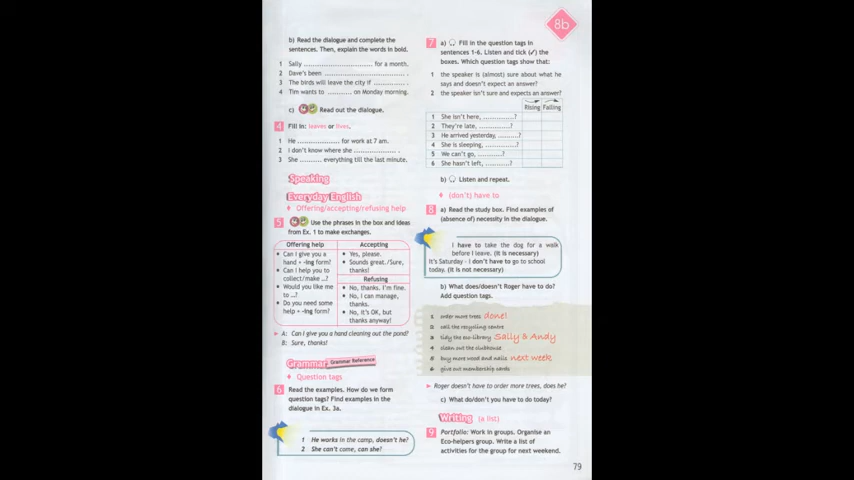 8b
b) Read the dialogue and complete the
sentences. Then, explain the words in bold.
1 Sally .............................. for a month.
2 Dave's been .................................... .
3 The birds will leave the city if ............... .
4 Tim wants to .......... on Monday morning.
c) Read out the dialogue.
4 Fill in: leaves or lives.
1 He ........................ for work at 7 am.
2 I don't know where she .................. .
3 She ......... everything till the last minute.
Speaking
Everyday English
Offering/accepting/refusing help
5 Use the phrases in the box and ideas
from Ex. 1 to make exchanges.
Offering help
• Can I give you a
hand + -ing form?
• Can I help you to
collect/make ...?
• Would you like me
to ...?
• Do you need some
help + -ing form?
Accepting
• Yes, please.
• Sounds great./Sure,
thanks!
Refusing
• No, thanks. I'm fine.
• No, I can manage,
thanks.
• No, it's OK, but
thanks anyway!
A: Can I give you a hand cleaning out the pond?
B: Sure, thanks!
Grammar Grammar Reference
Question tags
6 Read the examples. How do we form
question tags? Find examples in the
dialogue in Ex. 3a.
1 He works in the camp, doesn't he?
2 She can't come, can she?
7 a) Fill in the question tags in
sentences 1-6. Listen and tick (✓) the
boxes. Which question tags show that:
1 the speaker is (almost) sure about what he
says and doesn't expect an answer?
2 the speaker isn't sure and expects an answer?
Rising Falling
1 She isn't here, .............?
2 They're late, .............?
3 He arrived yesterday, .........?
4 She is sleeping, .............?
5 We can't go, ...........?
6 She hasn't left, ...........?
b) Listen and repeat.
(don't) have to
8 a) Read the study box. Find examples of
(absence of) necessity in the dialogue.
I have to take the dog for a walk
before I leave. (It is necessary)
It's Saturday – I don't have to go to school
today. (It is not necessary)
b) What does/doesn't Roger have to do?
Add question tags.
1 order more trees done!
2 call the recycling centre
3 tidy the eco-library Sally & Andy
4 clean out the clubhouse
5 buy more wood and nails next week
6 give out membership cards
Roger doesn't have to order more trees, does he?
c) What do/don't you have to do today?
Writing (a list)
9 Portfolio: Work in groups. Organise an
Eco-helpers group. Write a list of
activities for the group for next weekend.
79